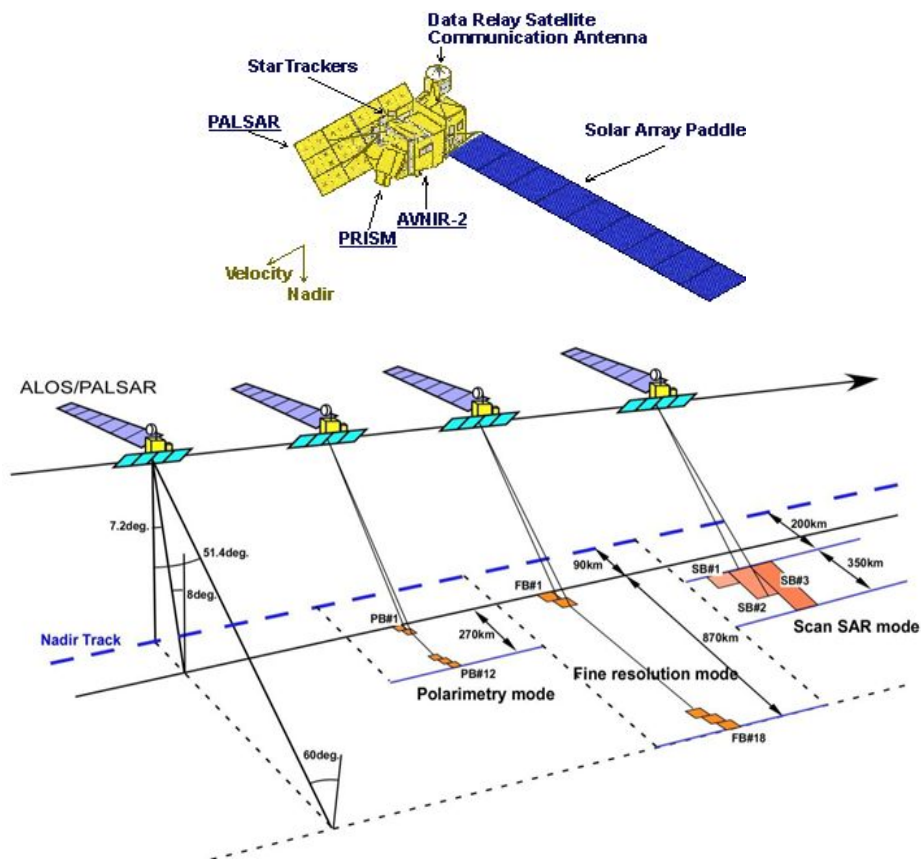 Data Relay Satellite
Communication Antenna
StarTrackers
PALSAR
Solar Array Paddle
AVNIR-2
PRISM
Velocity
Nadir
ALOS/PALSAR
7.2deg.
51.4deg.
8deg.
200km
350km
90km
SB#1
SB#3
SB#2
FB#1
Scan SAR mode
PB#1
270km
870km
Nadir Track
PB#12
Fine resolution mode
Polarimetry mode
FB#18
60deg.